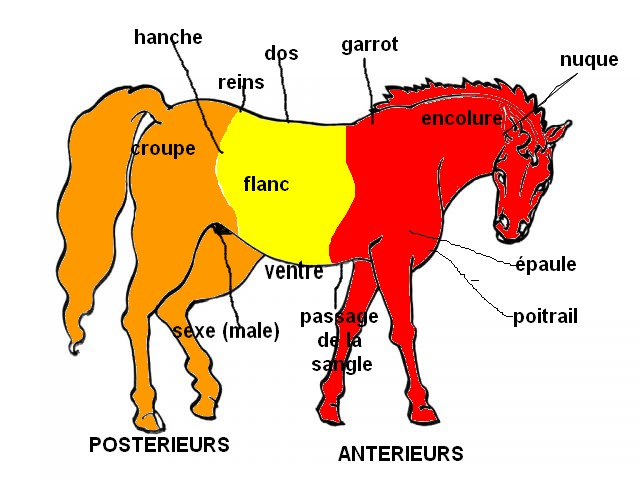 hanche
dos
garrot
nuque
reins
encolure
croupe
flanc
ventre
épaule
sexe (male)
passage
de la
sangle
poitrail
POSTERIEURS
ANTERIEURS